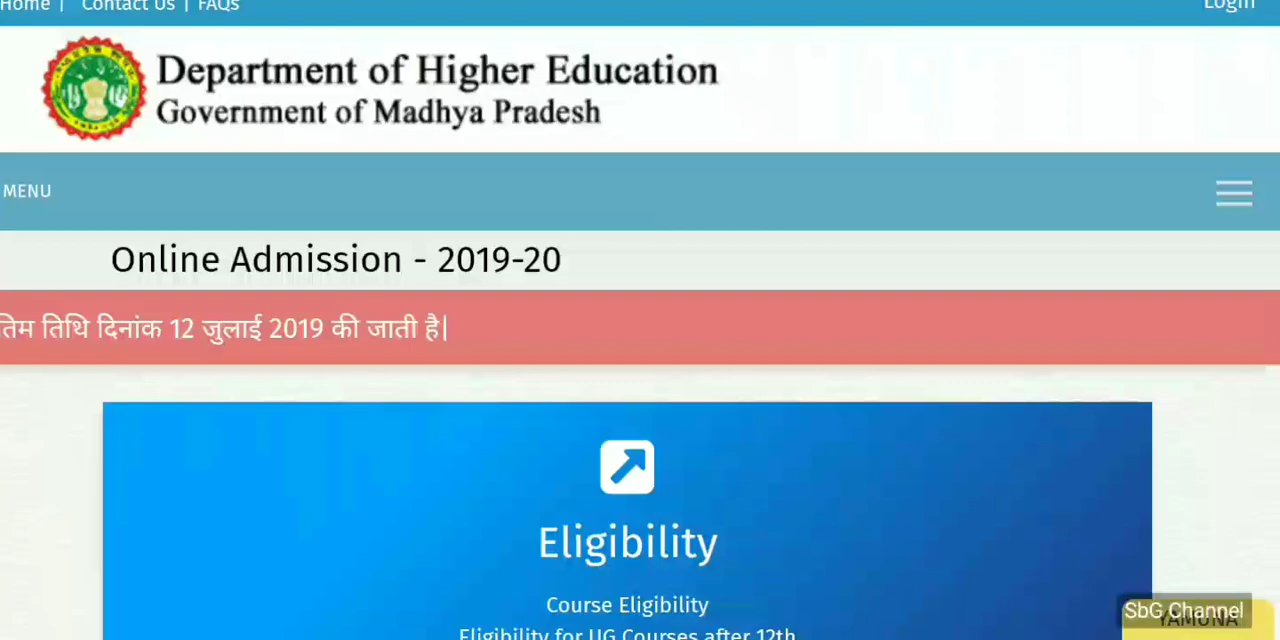 Home | Contact Us | FAQs
Login
Department of Higher Education
Government of Madhya Pradesh
MENU
Online Admission - 2019-20
तिम तिथि दिनांक 12 जुलाई 2019 की जाती है|
Eligibility
Course Eligibility
Eligibility for UG Courses after 12th
SbG Channel
YAMUNA